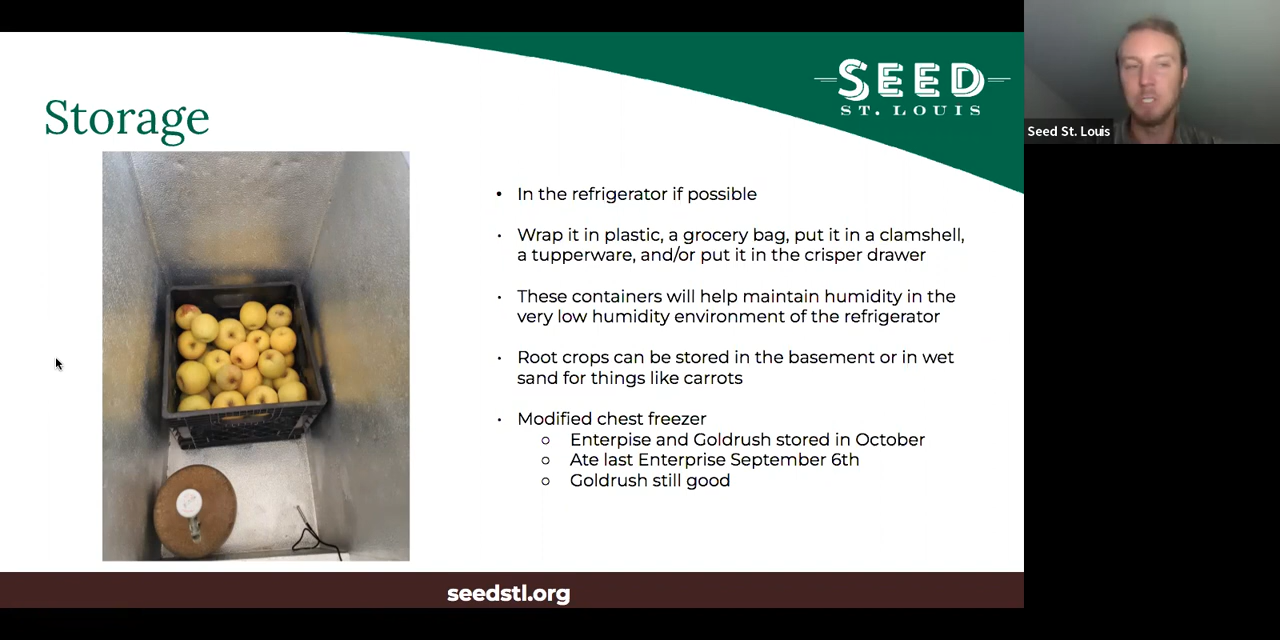 SEED
ST. LOUIS
Seed St. Louis
Storage
• In the refrigerator if possible
• Wrap it in plastic, a grocery bag, put it in a clamshell,
a tupperware, and/or put it in the crisper drawer
• These containers will help maintain humidity in the
very low humidity environment of the refrigerator
• Root crops can be stored in the basement or in wet
sand for things like carrots
• Modified chest freezer
o Enterpise and Goldrush stored in October
o Ate last Enterprise September 6th
o Goldrush still good
seedstl.org